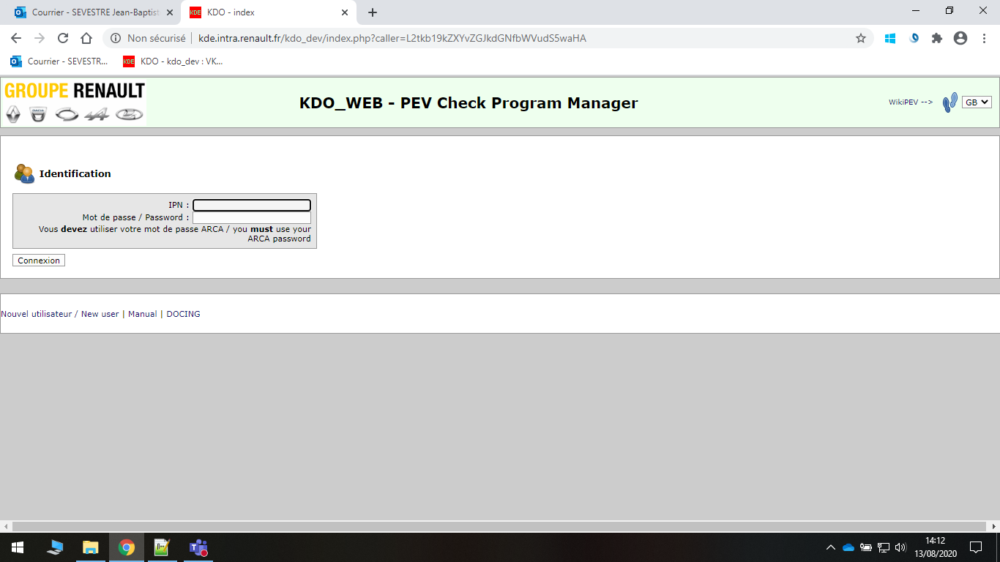 Courrier - SEVESTRE Jean-Baptist
KDE KDO - index
Non sécurisé kde.intra.renault.fr/kdo_dev/index.php?caller=L2tkb19kZXYvZGJkdGNfbWVudS5waHA
Courrier - SEVESTR... KDE KDO - kdo_dev : VK...
GROUPE RENAULT
KDO_WEB - PEV Check Program Manager
WikiPEV --> GB
Identification
IPN :
Mot de passe / Password :
Vous devez utiliser votre mot de passe ARCA / you must use your
ARCA password
Connexion
Nouvel utilisateur / New user | Manual | DOCING
14:12
13/08/2020